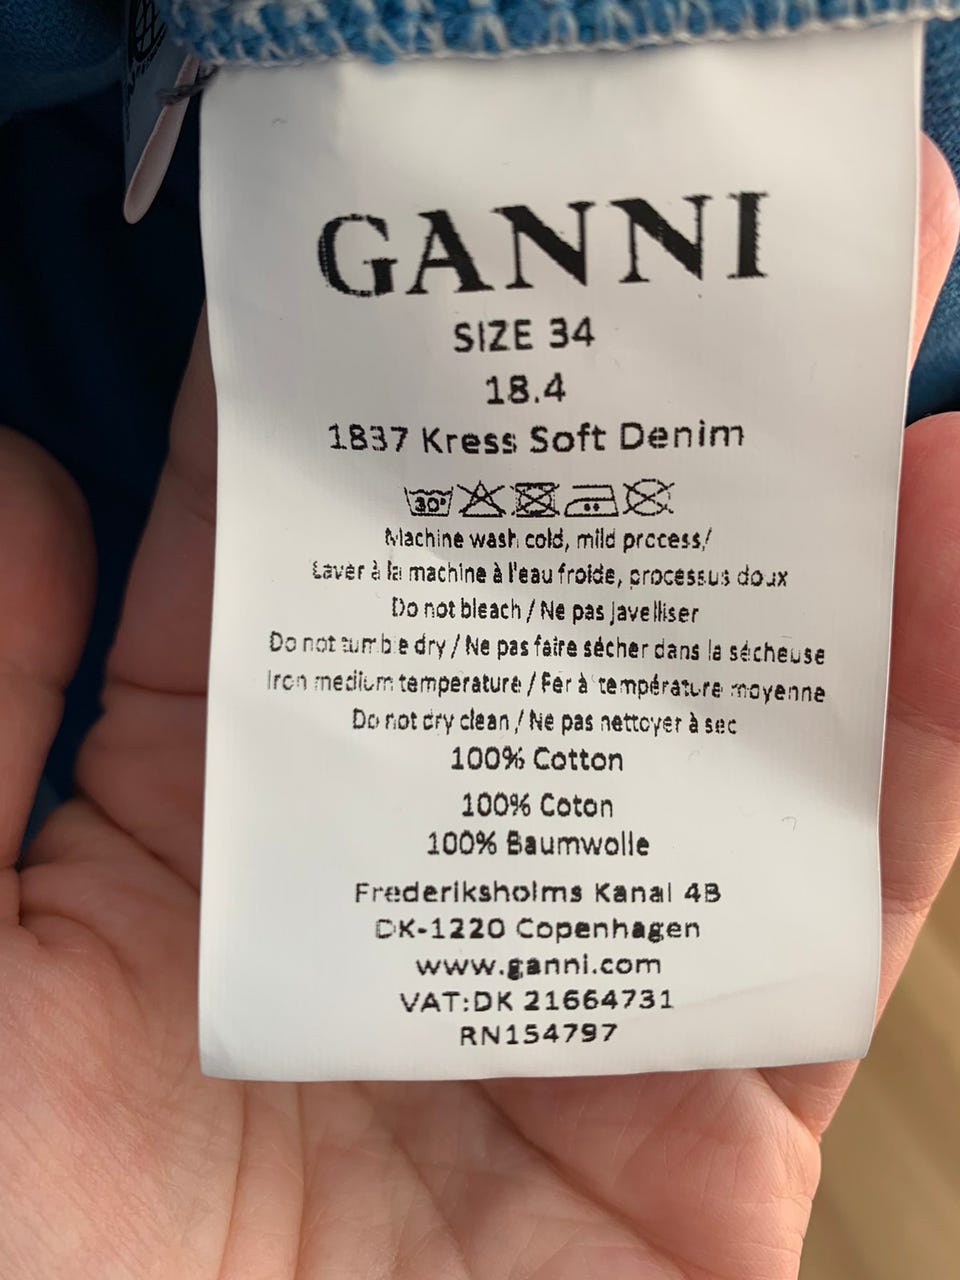 GANNI
SIZE 34
18.4
1837 Kress Soft Denim
30°
Machine wash cold, mild process/
Laver à la machine à l'eau froide, processus doux
Do not bleach / Ne pas javelliser
Do not tumble dry / Ne pas faire sécher dans la sécheuse
Iron medium temperature / Fer à température moyenne
Do not dry clean / Ne pas nettoyer à sec
100% Cotton
100% Coton
100% Baumwolle
Frederiksholms Kanal 4B
DK-1220 Copenhagen
www.ganni.com
VAT:DK 21664731
RN154797